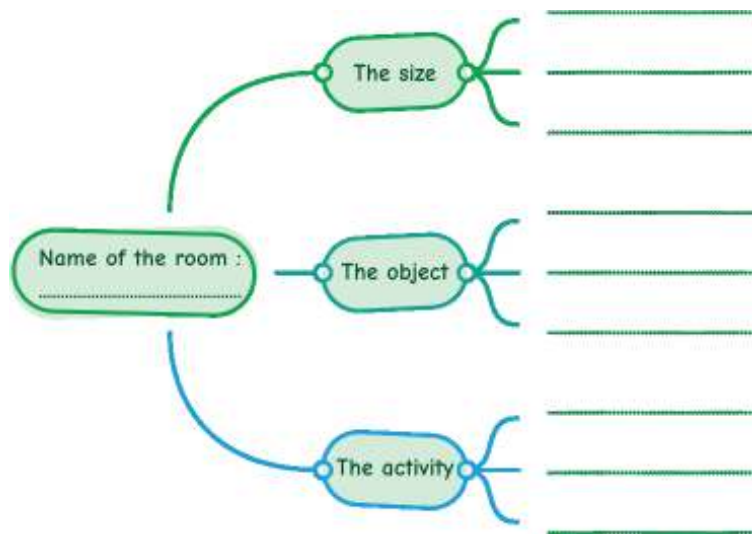 The size
Name of the room :
The object
The activity